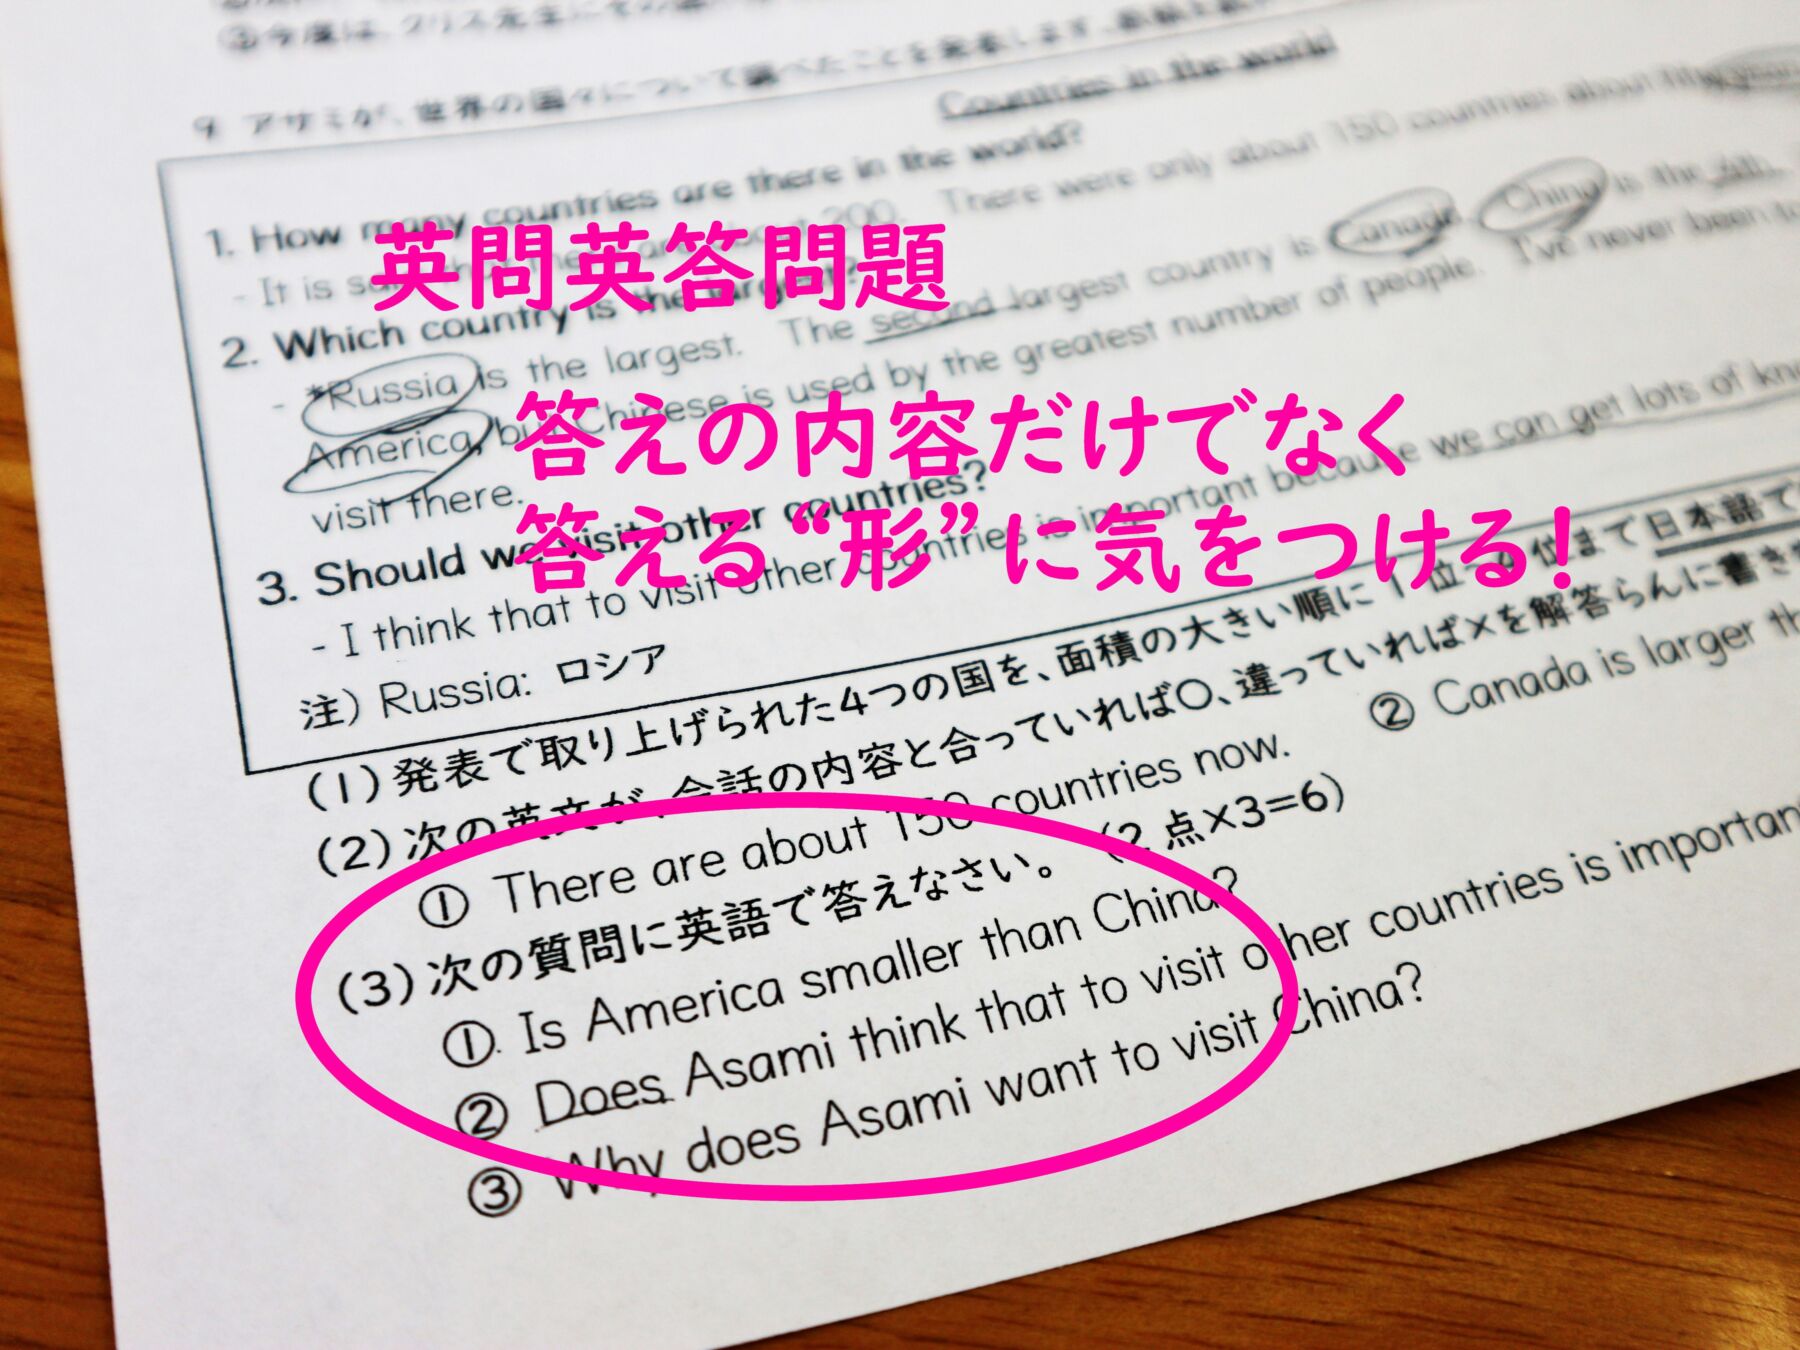 ③今度は、クリス先生にその
9 アサミが、世界の国々について調べたことを発表します。
Countries in the world
1. How many countries are there in the world?
- It is said that there are about 200. There were only about 150 countries about fifty
2. Which country is the largest?
- *Russia is the largest. The second largest country is Canada. China is the 4th.
America, but Chinese is used by the greatest number of people. I've never been to
visit there.
3. Should we visit other countries?
- I think that to visit other countries is important because we can get lots of kno
注) Russia: ロシア
英問英答問題
答えの内容だけでなく
答える“形”に気をつける!
(1) 発表で取り上げられた4つの国を、面積の大きい順に1位~4位まで日本語で
(2) 次の英文が、会話の内容と合っていれば○、違っていれば×を解答らんに書き
① There are about 150 countries now. ② Canada is larger th
(3) 次の質問に英語で答えなさい。 (2点×3=6)
① Is America smaller than China?
② Does Asami think that to visit other countries is important
③ Why does Asami want to visit China?